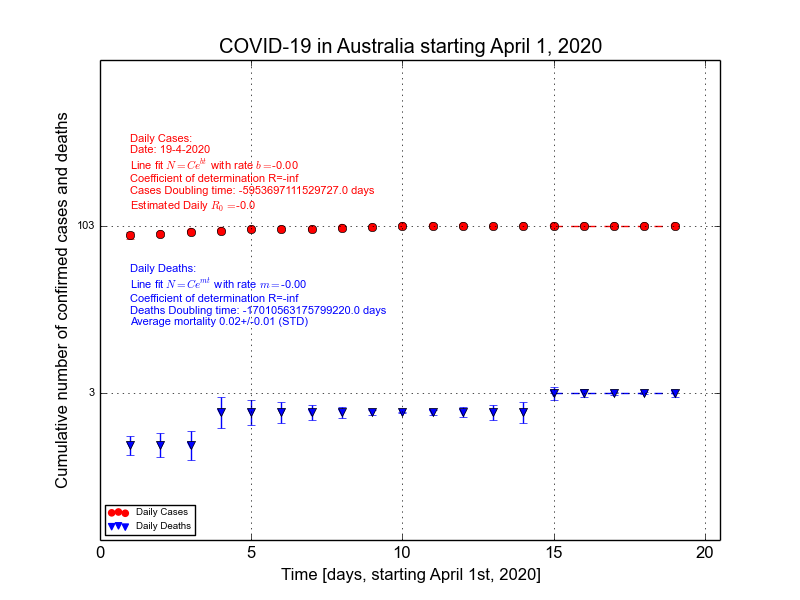 COVID-19 in Australia starting April 1, 2020
Cumulative number of confirmed cases and deaths
Daily Cases:
Date: 19-4-2020
Line fit N = Ce^{bt} with rate b =-0.00
Coefficient of determination R=-inf
Cases Doubling time: -5953697111529727.0 days
Estimated Daily R_0 =-0.0
103
Daily Deaths:
Line fit N = Ce^{mt} with rate m =-0.00
Coefficient of determination R=-inf
Deaths Doubling time: -17010563175799220.0 days
Average mortality 0.02+/-0.01 (STD)
3
Daily Cases
Daily Deaths
0 5 10 15 20
Time [days, starting April 1st, 2020]